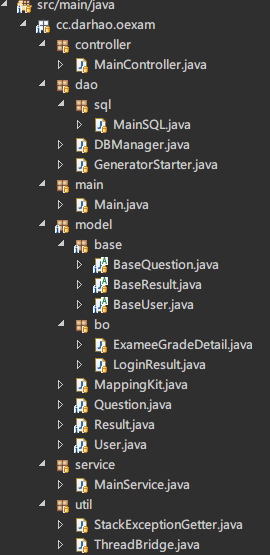 src/main/java
cc.darhao.oexam
controller
MainController.java
dao
sql
MainSQL.java
DBManager.java
GeneratorStarter.java
main
Main.java
model
base
BaseQuestion.java
BaseResult.java
BaseUser.java
bo
ExameeGradeDetail.java
LoginResult.java
MappingKit.java
Question.java
Result.java
User.java
service
MainService.java
util
StackExceptionGetter.java
ThreadBridge.java